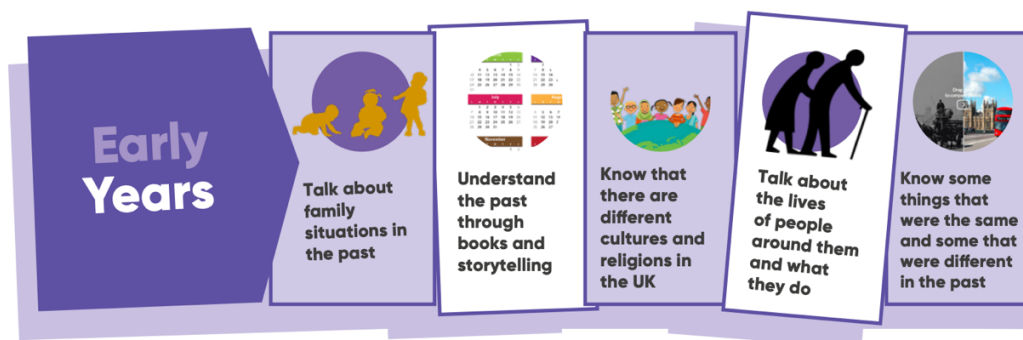 Early
Years
Talk about
family
situations in
the past
Understand
the past
through
books and
storytelling
Know that
there are
different
cultures and
religions in
the UK
Talk about
the lives
of people
around them
and what
they do
Know some
things that
were the same
and some that
were different
in the past